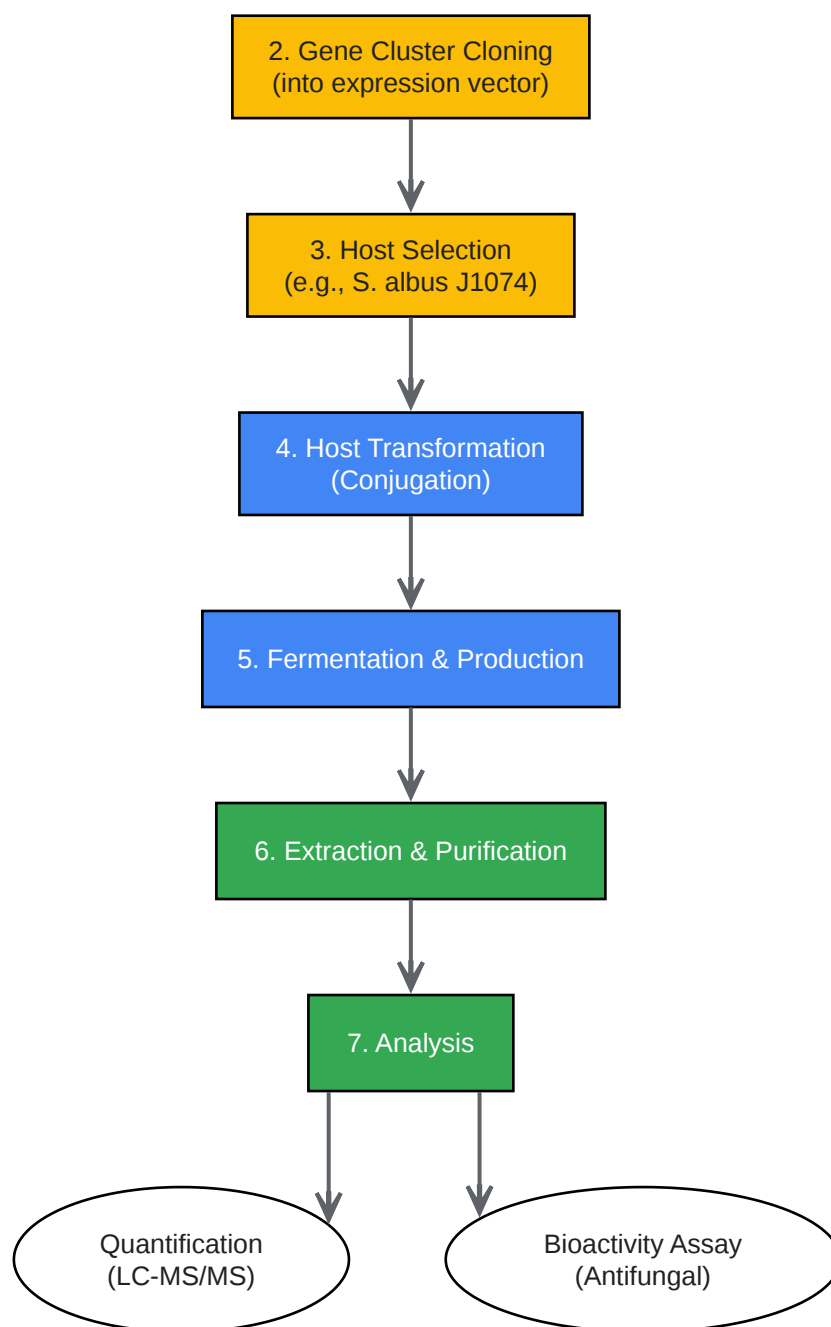 2. Gene Cluster Cloning
(into expression vector)
3. Host Selection
(e.g., S. albus J1074)
4. Host Transformation
(Conjugation)
5. Fermentation & Production
6. Extraction & Purification
7. Analysis
Quantification
(LC-MS/MS)
Bioactivity Assay
(Antifungal)